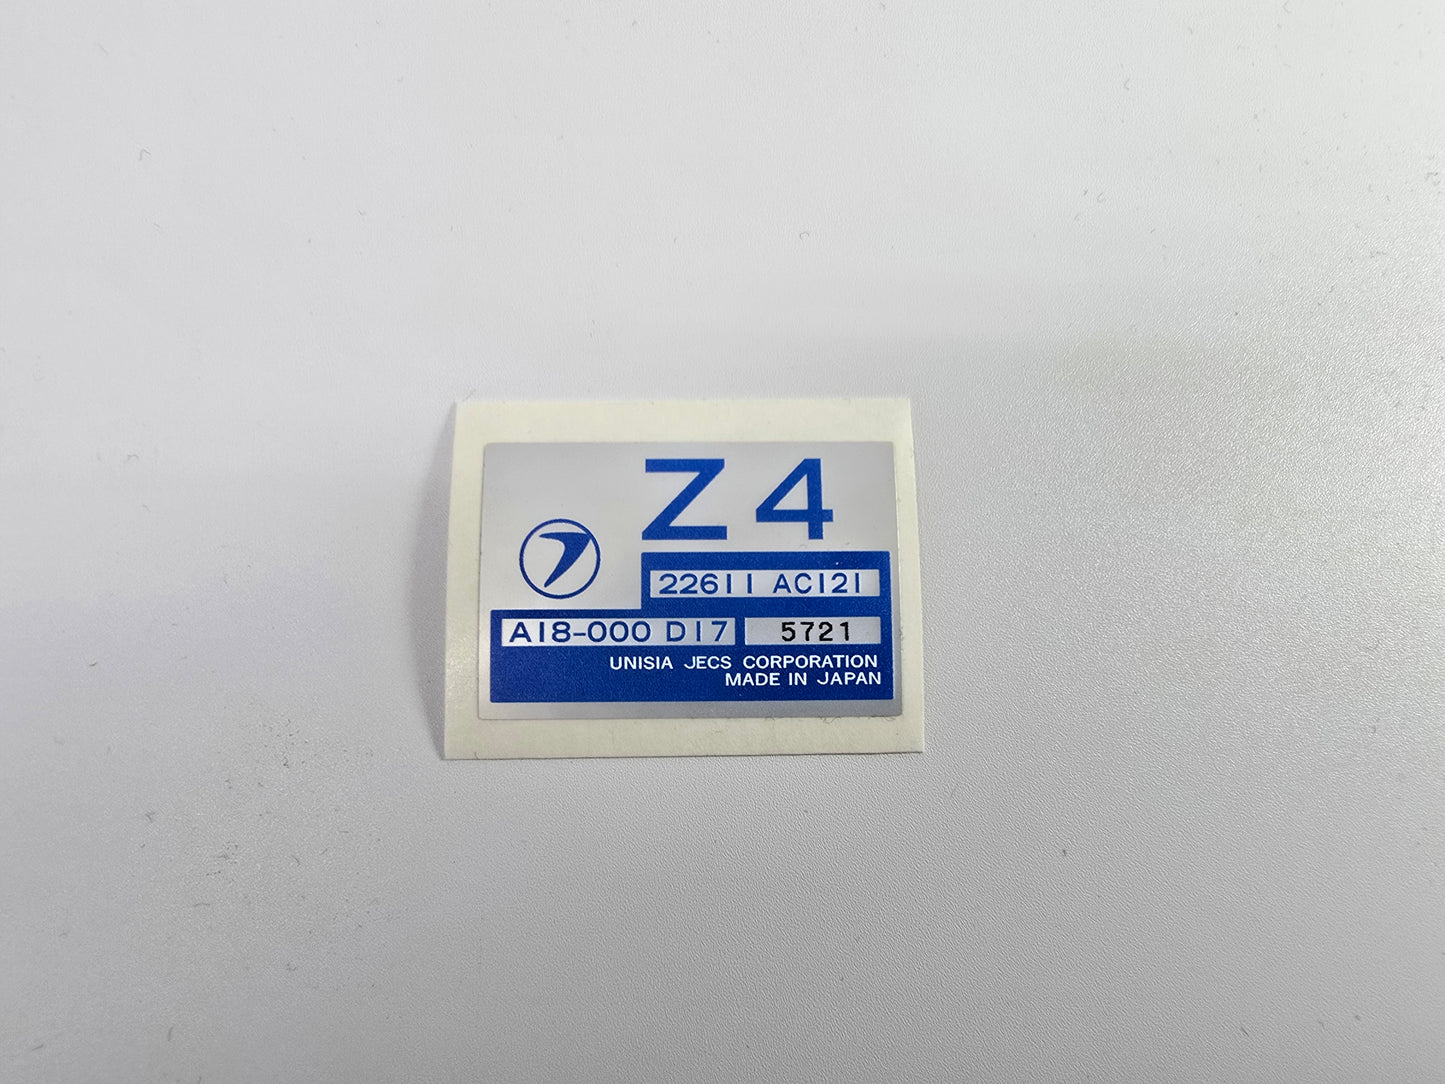 Z4
22611 AC121
A18-000 D17 5721
UNISIA JECS CORPORATION
MADE IN JAPAN